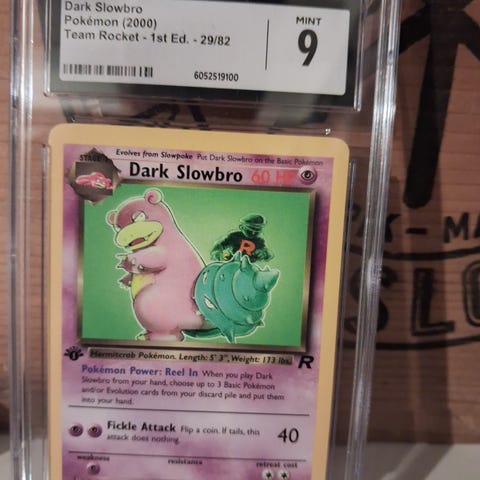 Dark Slowbro
Pokémon (2000)
Team Rocket - 1st Ed. - 29/82
MINT
9
6052519100
STAGE 1
Evolves from Slowpoke Put Dark Slowbro on the Basic Pokémon
Dark Slowbro 60 HP
R
Hermitcrab Pokémon. Length: 5' 3", Weight: 173 lbs.
1
R
Pokémon Power: Reel In When you play Dark
Slowbro from your hand, choose up to 3 Basic Pokémon
and/or Evolution cards from your discard pile and put them
into your hand.
Fickle Attack Flip a coin. If tails, this
attack does nothing.
40
weakness
resistance
retreat cost